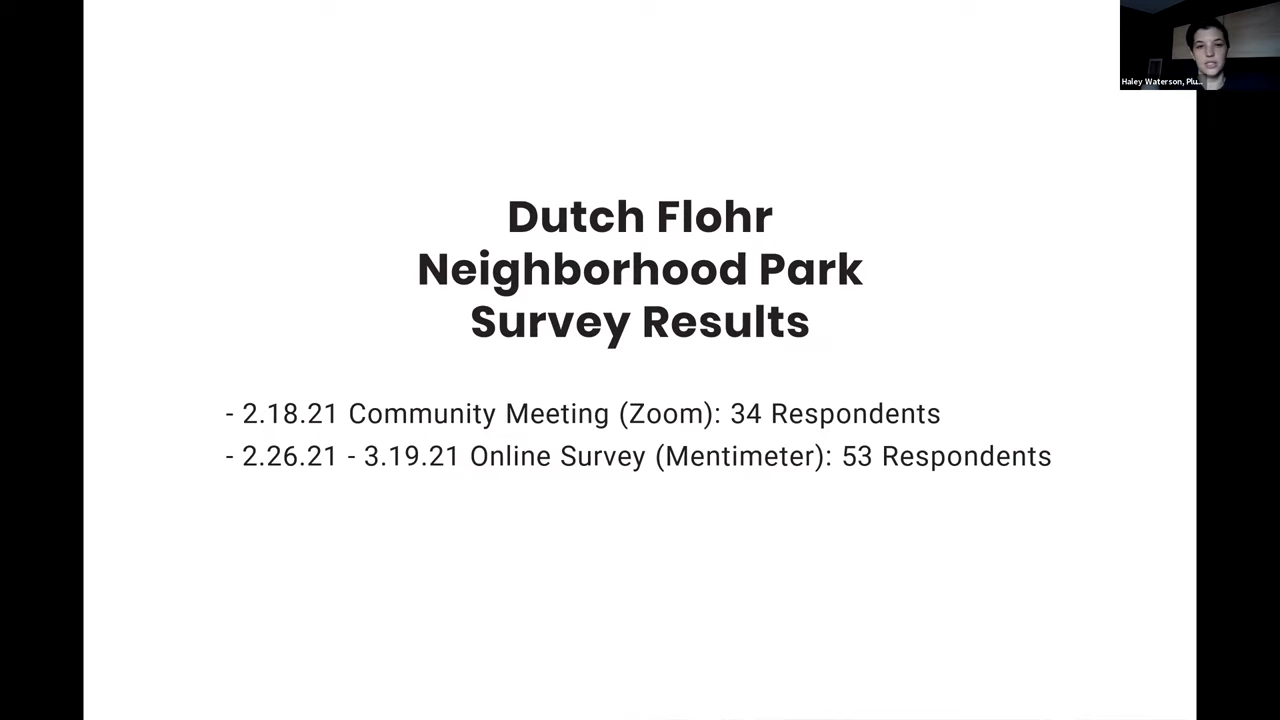 Haley Waterson, Plu...
Dutch Flohr
Neighborhood Park
Survey Results
- 2.18.21 Community Meeting (Zoom): 34 Respondents
- 2.26.21 - 3.19.21 Online Survey (Mentimeter): 53 Respondents